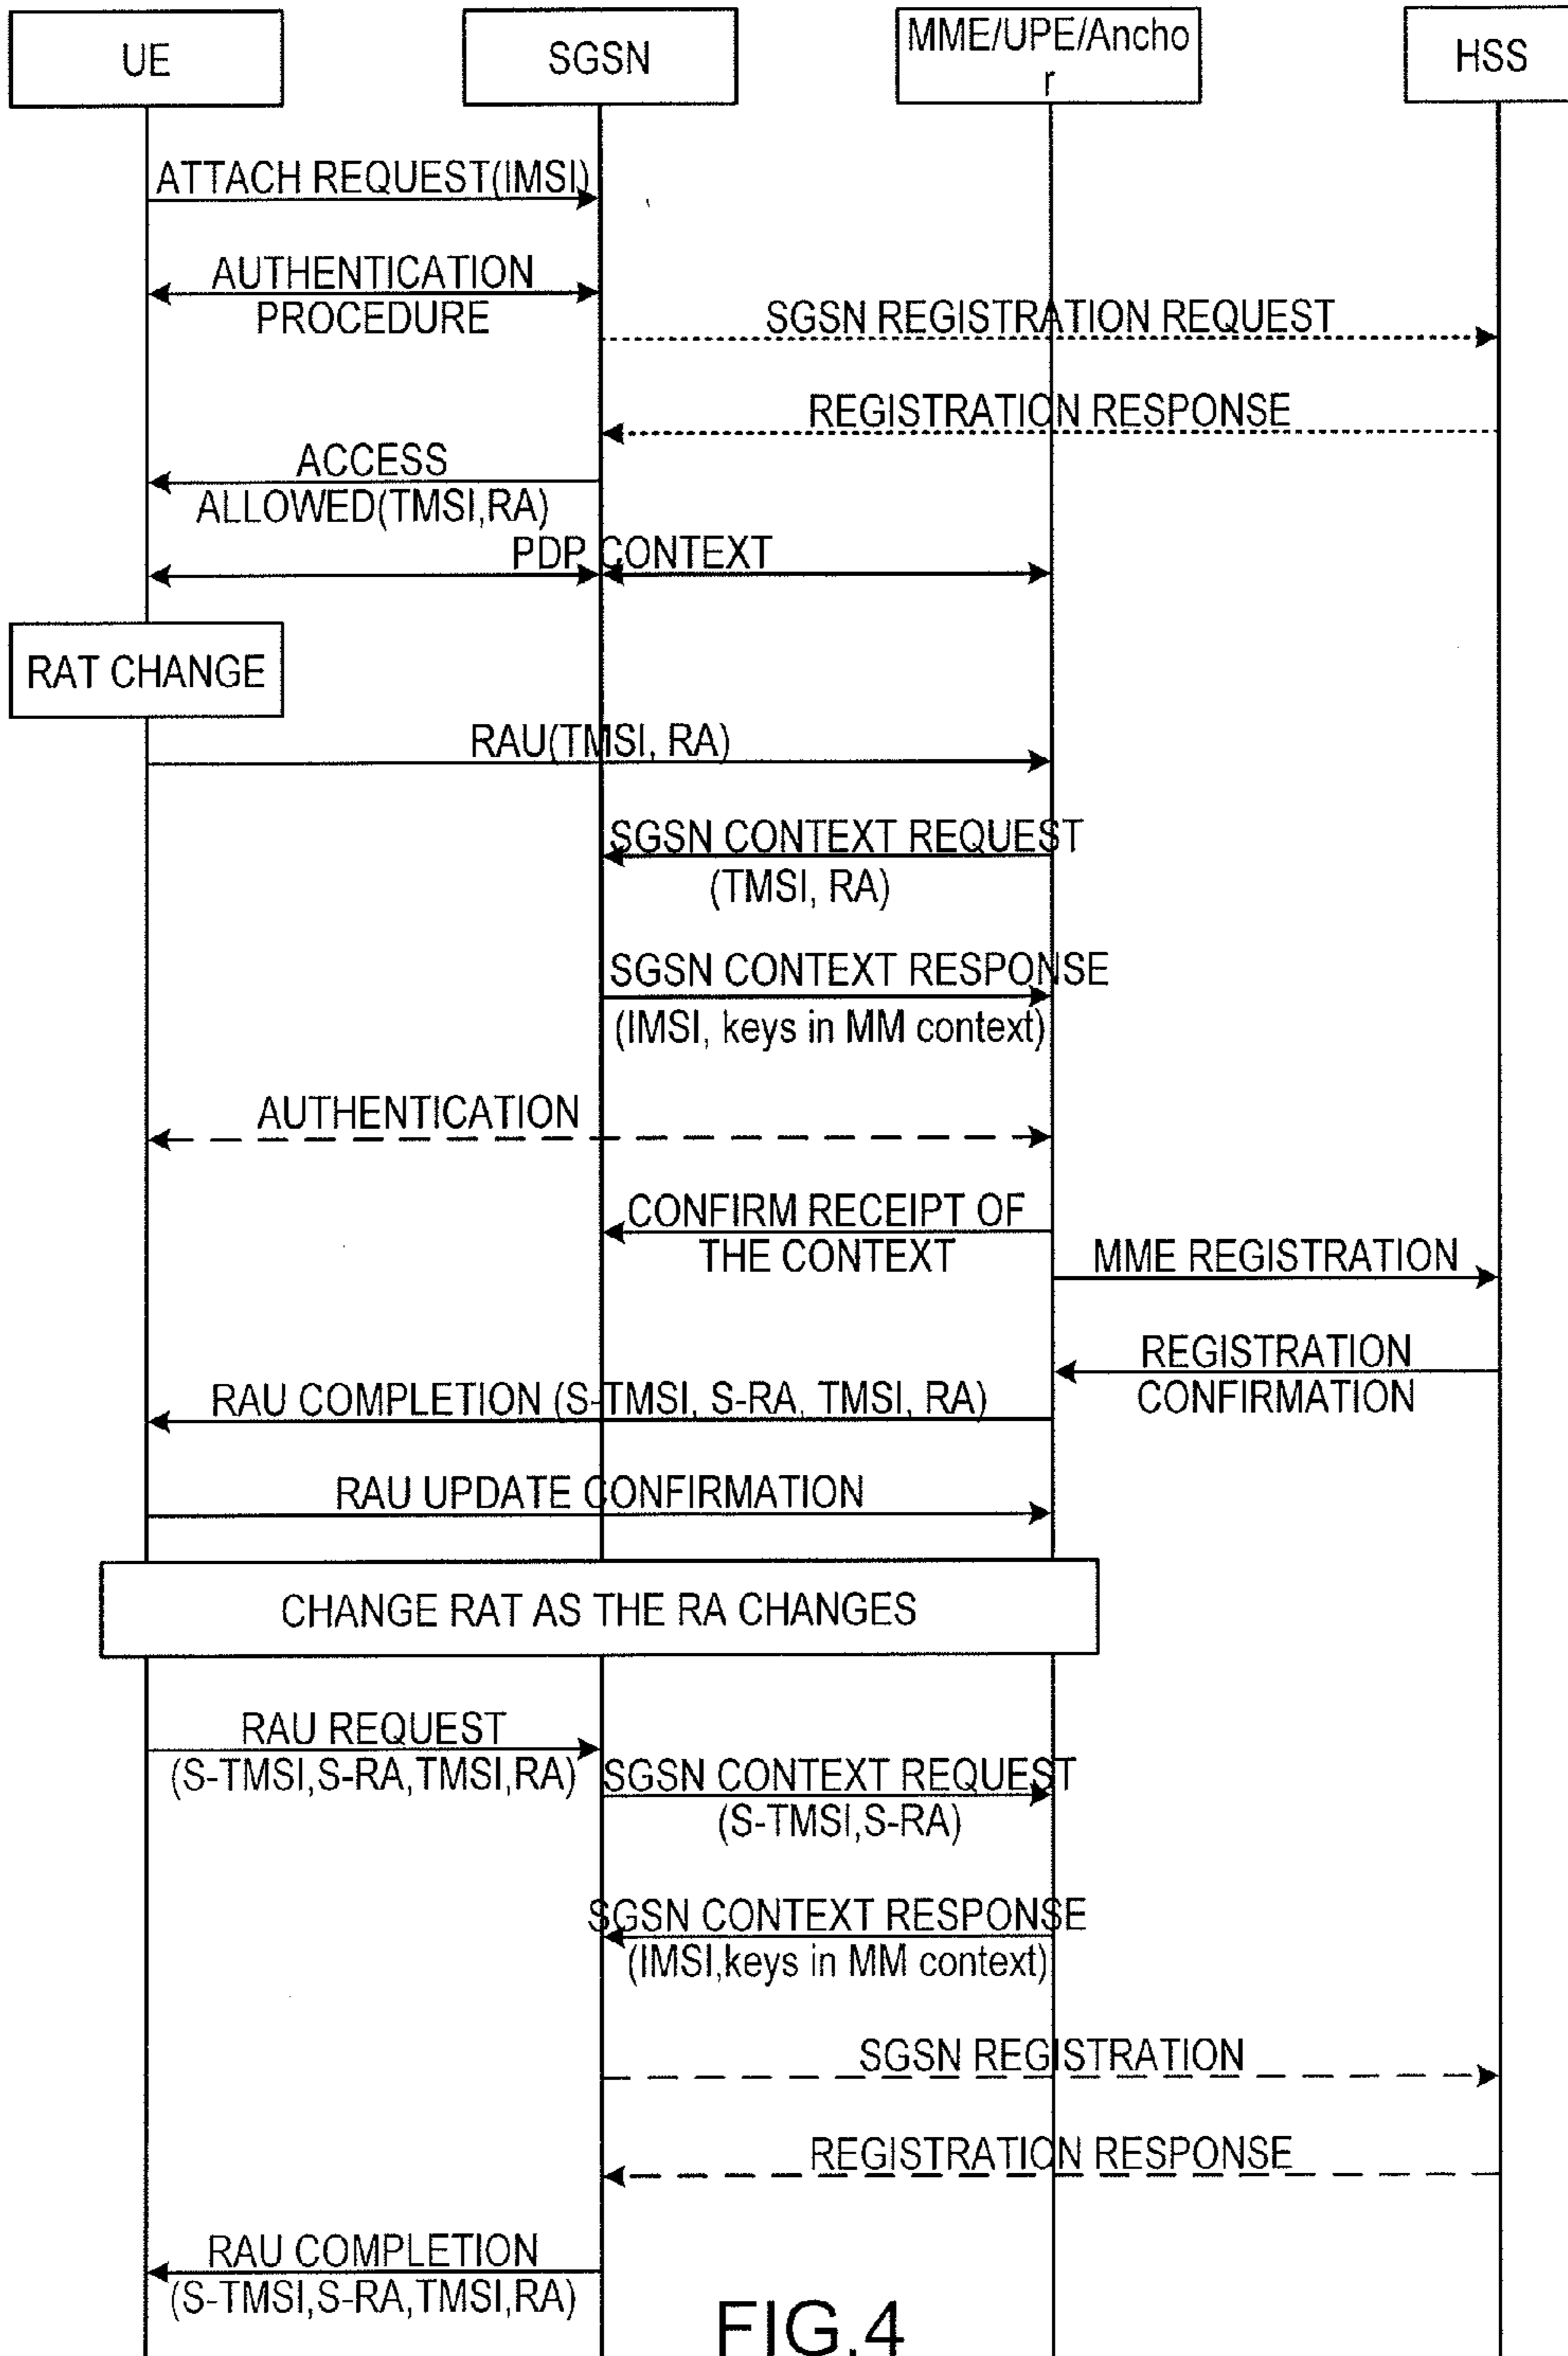 UE
SGSN
MME/UPE/Ancho
r
HSS
ATTACH REQUEST(IMSI)
AUTHENTICATION
PROCEDURE
SGSN REGISTRATION REQUEST
REGISTRATION RESPONSE
ACCESS
ALLOWED(TMSI,RA)
PDP CONTEXT
RAT CHANGE
RAU(TMSI, RA)
SGSN CONTEXT REQUEST
(TMSI, RA)
SGSN CONTEXT RESPONSE
(IMSI, keys in MM context)
AUTHENTICATION
CONFIRM RECEIPT OF
THE CONTEXT
MME REGISTRATION
REGISTRATION
CONFIRMATION
RAU COMPLETION (S-TMSI, S-RA, TMSI, RA)
RAU UPDATE CONFIRMATION
CHANGE RAT AS THE RA CHANGES
RAU REQUEST
(S-TMSI,S-RA,TMSI,RA)
SGSN CONTEXT REQUEST
(S-TMSI,S-RA)
SGSN CONTEXT RESPONSE
(IMSI,keys in MM context)
SGSN REGISTRATION
REGISTRATION RESPONSE
RAU COMPLETION
(S-TMSI,S-RA,TMSI,RA)
FIG.4